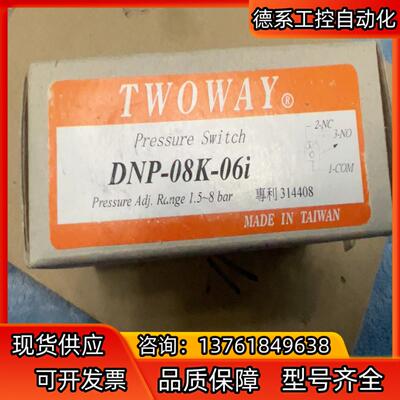 德系工控自动化
TWOWAY®
Pressure Switch
2-NC
3-NO
1-COM
DNP-08K-06i
Pressure Adj. Range 1.5~8 bar
專利 314408
MADE IN TAIWAN
现货供应
咨询：13761849638
可开发票
品质保障
型号齐全